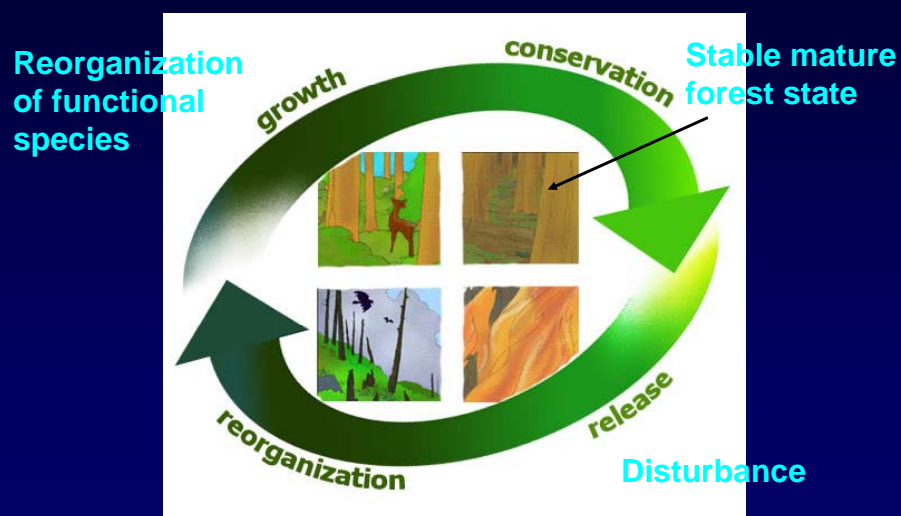 Reorganization
of functional
species
growth
conservation
Stable mature
forest state
reorganization
release
Disturbance